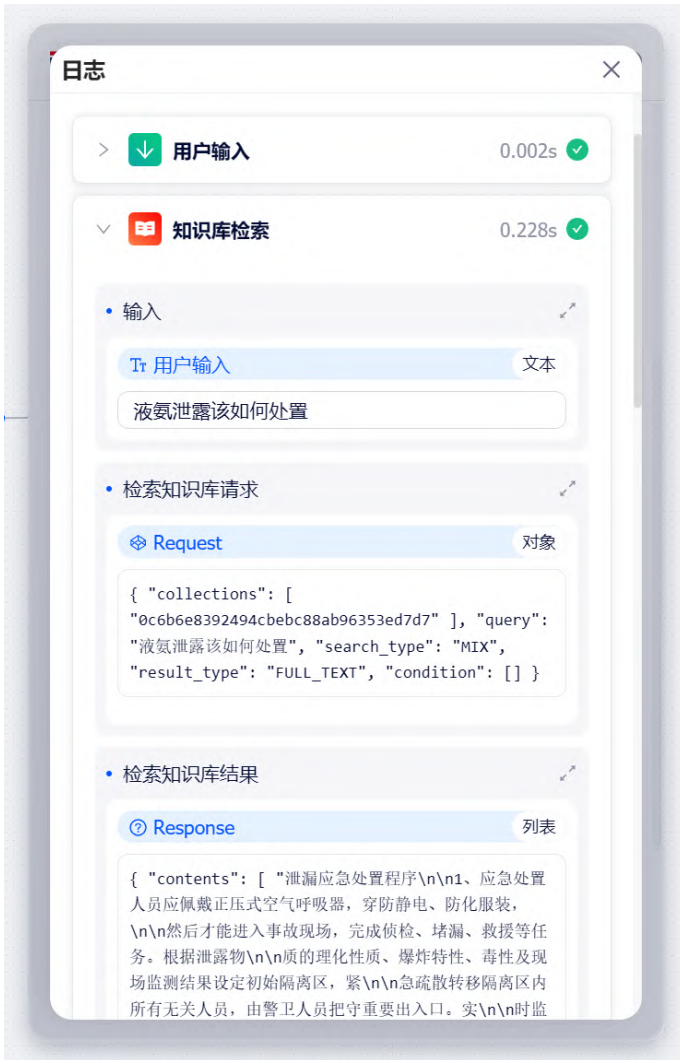 日志
用户输入 0.002s
知识库检索 0.228s
输入
Tr 用户输入 文本
液氨泄露该如何处置
检索知识库请求
Request 对象
{ "collections": [
"0c6b6e8392494cbebc88ab96353ed7d7" ], "query":
"液氨泄露该如何处置", "search_type": "MIX",
"result_type": "FULL_TEXT", "condition": [] }
检索知识库结果
Response 列表
{ "contents": [ "泄漏应急处置程序\n\n1、应急处置
人员应佩戴正压式空气呼吸器，穿防静电、防化服装，
\n\n然后才能进入事故现场，完成侦检、堵漏、救援等任
务。根据泄露物\n\n质的理化性质、爆炸特性、毒性及现
场监测结果设定初始隔离区，紧\n\n急疏散转移隔离区内
所有无关人员，由警卫人员把守重要出入口。实\n\n时监